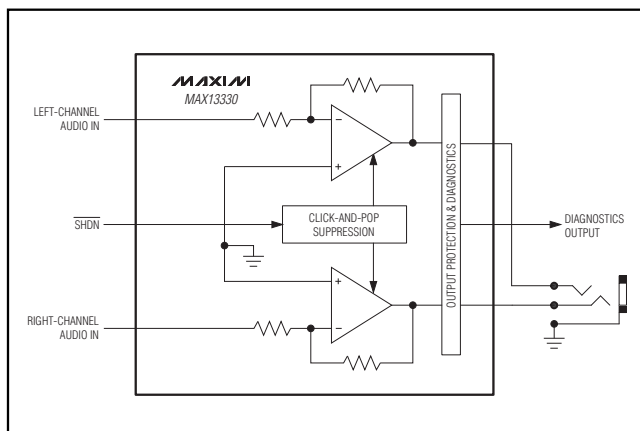 MAXIM
MAX13330
LEFT-CHANNEL
AUDIO IN
−
+
SHDN
CLICK-AND-POP
SUPPRESSION
OUTPUT PROTECTION & DIAGNOSTICS
DIAGNOSTICS
OUTPUT
+
−
RIGHT-CHANNEL
AUDIO IN